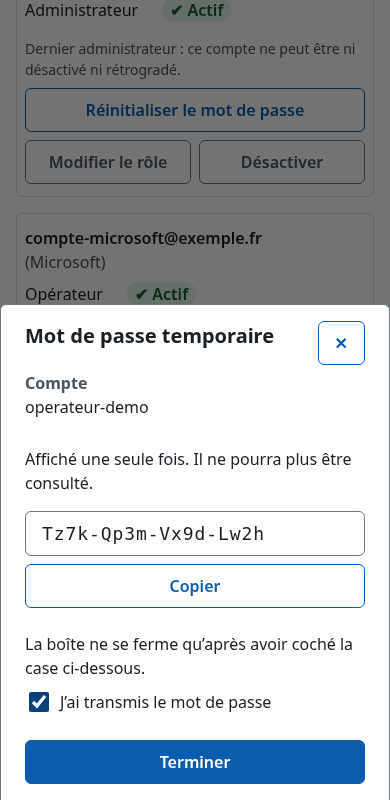 Administrateur ✔ Actif
Dernier administrateur : ce compte ne peut être ni
désactivé ni rétrogradé.
Réinitialiser le mot de passe
Modifier le rôle Désactiver
compte-microsoft@exemple.fr
(Microsoft)
Opérateur ✔ Actif
Mot de passe temporaire ×
Compte
operateur-demo
Affiché une seule fois. Il ne pourra plus être
consulté.
Tz7k-Qp3m-Vx9d-Lw2h
Copier
La boîte ne se ferme qu’après avoir coché la
case ci-dessous.
J’ai transmis le mot de passe
Terminer